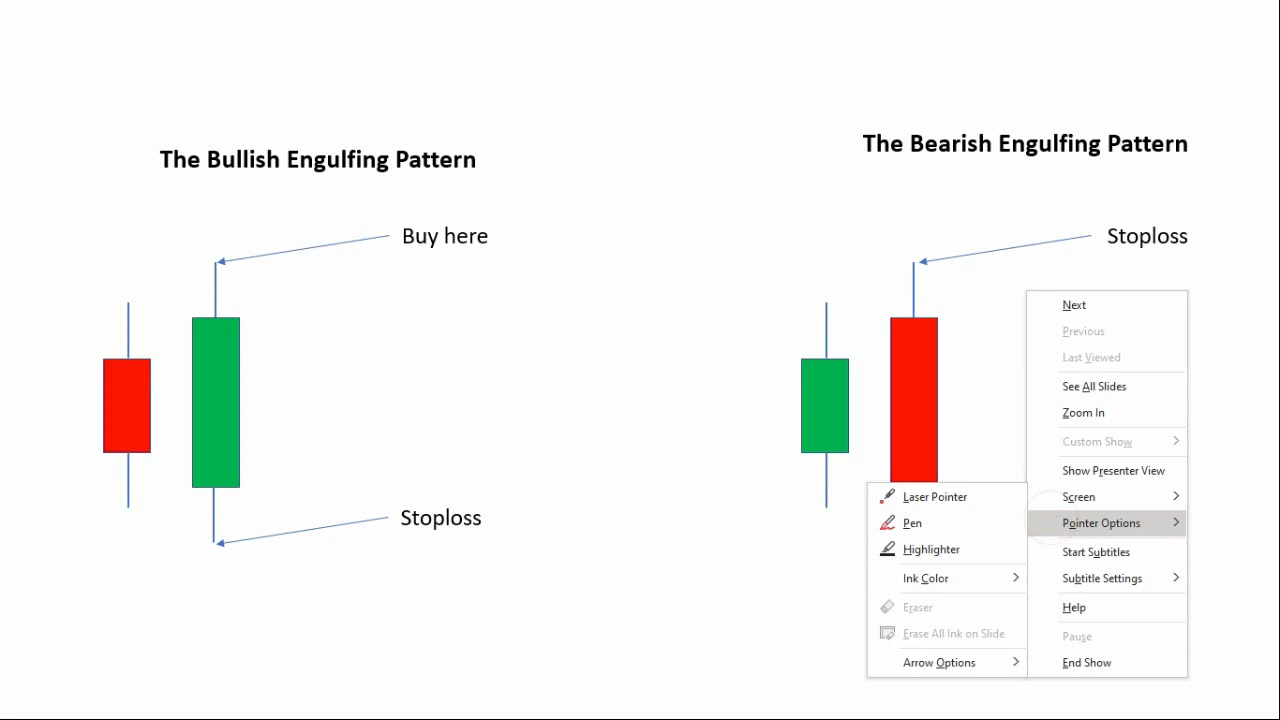 The Bullish Engulfing Pattern
The Bearish Engulfing Pattern
Buy here
Stoploss
Stoploss
Next
Previous
Last Viewed
See All Slides
Zoom In
Custom Show
Show Presenter View
Screen
Pointer Options
Start Subtitles
Subtitle Settings
Help
Pause
End Show
Laser Pointer
Pen
Highlighter
Ink Color
Eraser
Erase All Ink on Slide
Arrow Options